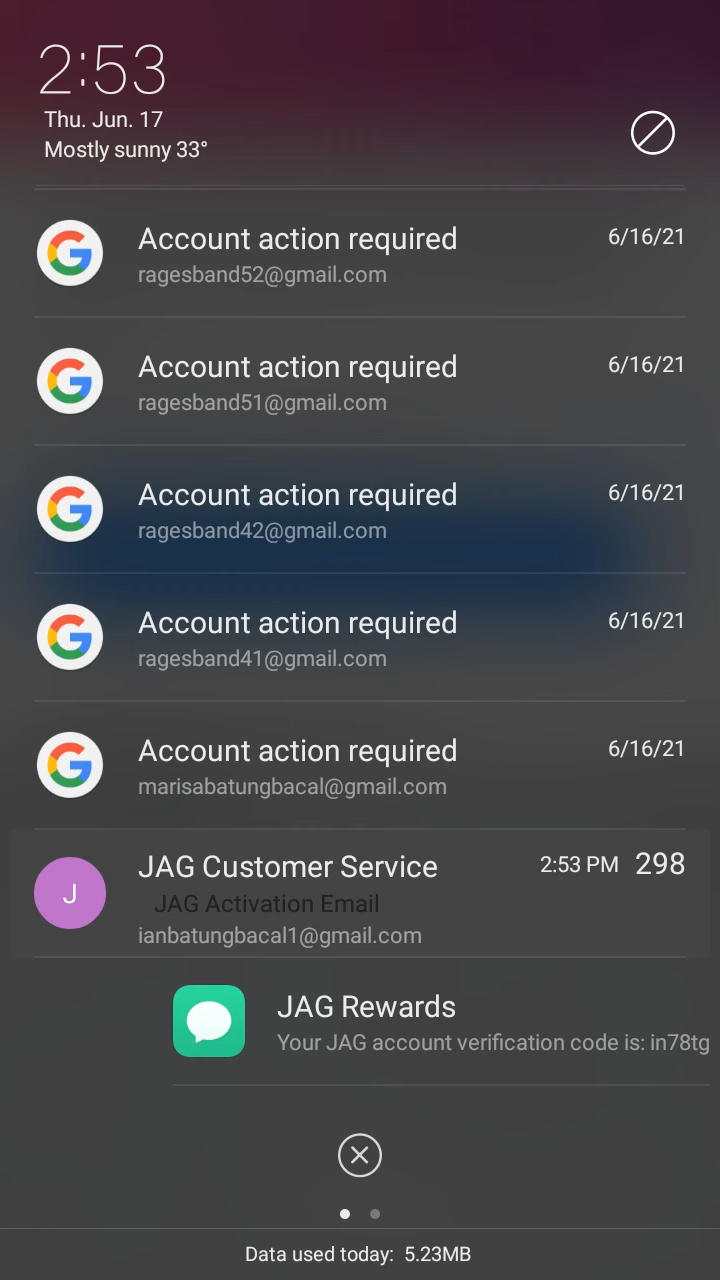 2:53
Thu. Jun. 17
Mostly sunny 33°
Account action required 6/16/21
ragesband52@gmail.com
Account action required 6/16/21
ragesband51@gmail.com
Account action required 6/16/21
ragesband42@gmail.com
Account action required 6/16/21
ragesband41@gmail.com
Account action required 6/16/21
marisabatungbacal@gmail.com
J
JAG Customer Service 2:53 PM 298
JAG Activation Email
ianbatungbacal1@gmail.com
JAG Rewards
Your JAG account verification code is: in78tg
Data used today: 5.23MB